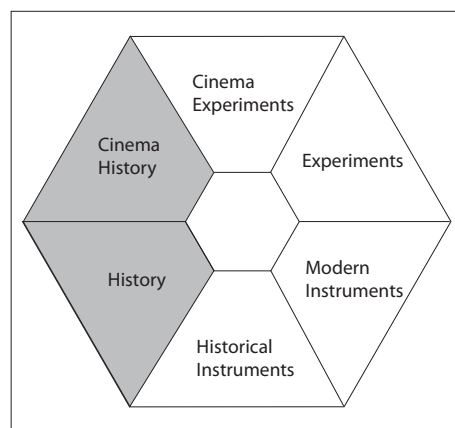 Cinema
Experiments
Cinema
History
Experiments
History
Modern
Instruments
Historical
Instruments